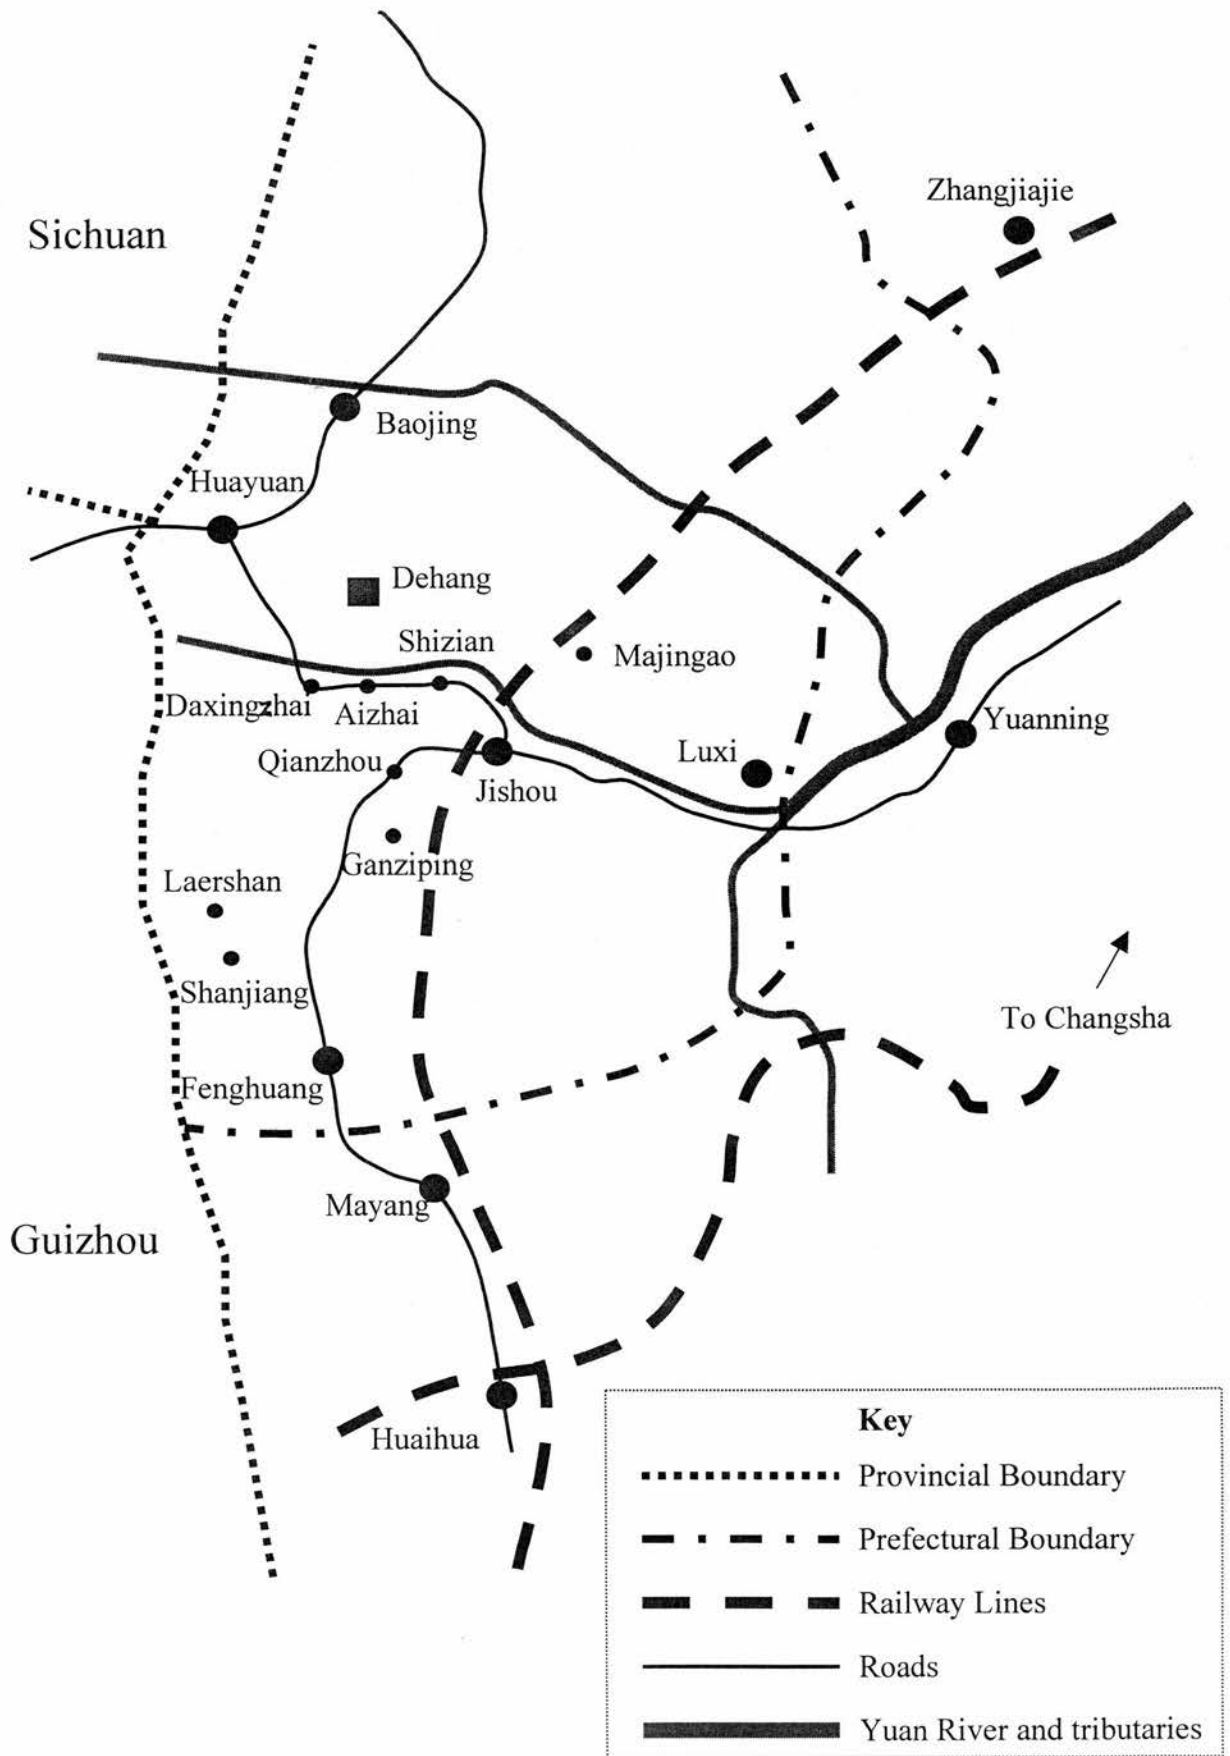 Zhangjiajie
Sichuan
Baojing
Huayuan
Dehang
Shizian
Majingao
Daxingzhai
Aizhai
Yuanning
Luxi
Qianzhou
Jishou
Ganziping
Laershan
Shanjiang
To Changsha
Fenghuang
Mayang
Guizhou
Huaihua
Key
Provincial Boundary
Prefectural Boundary
Railway Lines
Roads
Yuan River and tributaries